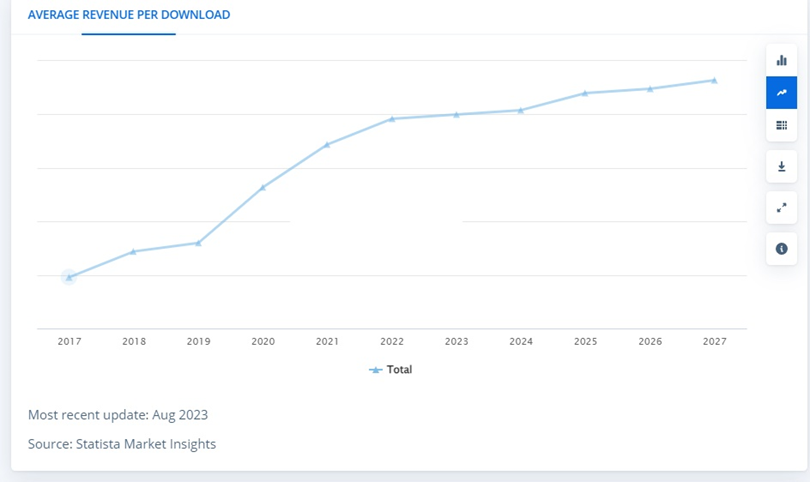 AVERAGE REVENUE PER DOWNLOAD
2017 2018 2019 2020 2021 2022 2023 2024 2025 2026 2027
Total
Most recent update: Aug 2023
Source: Statista Market Insights